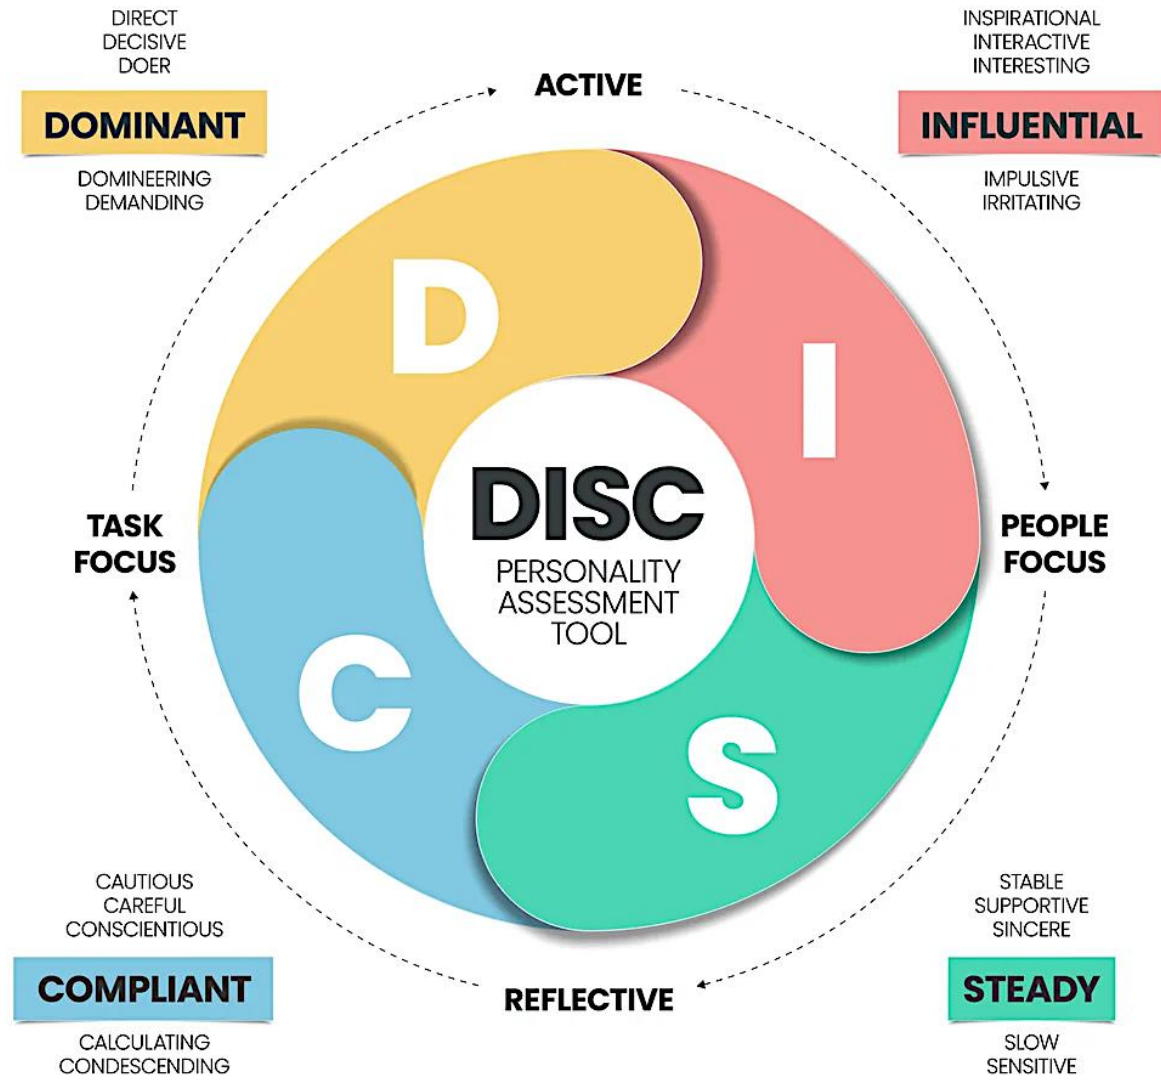 DIRECT
DECISIVE
DOER
DOMINANT
DOMINEERING
DEMANDING
ACTIVE
INSPIRATIONAL
INTERACTIVE
INTERESTING
INFLUENTIAL
IMPULSIVE
IRRITATING
D
I
TASK
FOCUS
DISC
PERSONALITY
ASSESSMENT
TOOL
PEOPLE
FOCUS
C
S
CAUTIOUS
CAREFUL
CONSCIENTIOUS
COMPLIANT
CALCULATING
CONDESCENDING
REFLECTIVE
STABLE
SUPPORTIVE
SINCERE
STEADY
SLOW
SENSITIVE